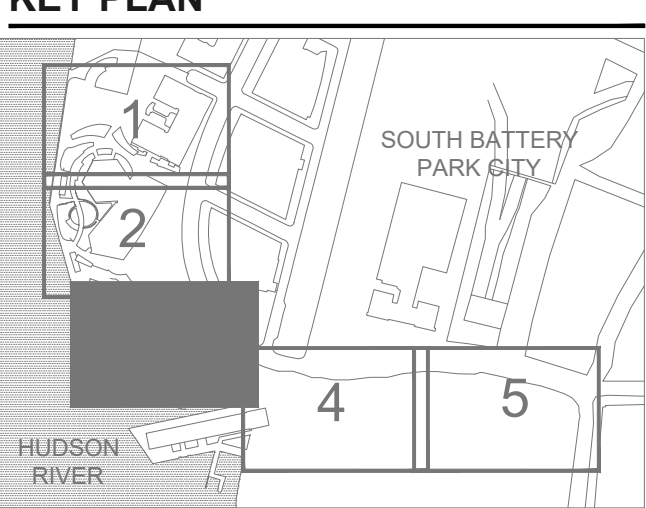 KEY PLAN
1
SOUTH BATTERY
PARK CITY
2
4
5
HUDSON
RIVER